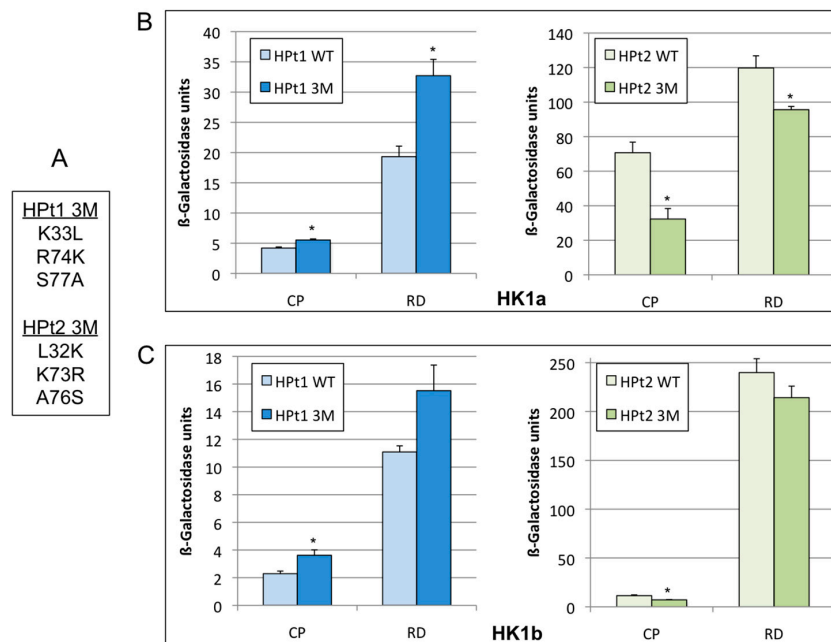 A
HPt1 3M
K33L
R74K
S77A
HPt2 3M
L32K
K73R
A76S
B
ß-Galactosidase units
40
35
30
25
20
15
10
5
0
HPt1 WT
HPt1 3M
*
*
CP RD
ß-Galactosidase units
140
120
100
80
60
40
20
0
HPt2 WT
HPt2 3M
*
*
CP RD
HK1a
C
ß-Galactosidase units
18
16
14
12
10
8
6
4
2
0
HPt1 WT
HPt1 3M
*
CP RD
ß-Galactosidase units
250
200
150
100
50
0
HPt2 WT
HPt2 3M
*
CP RD
HK1b